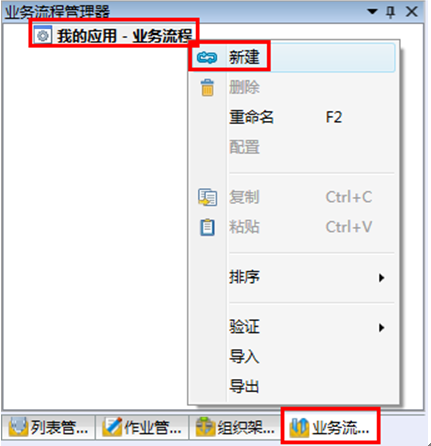 业务流程管理器
我的应用 - 业务流程
新建
删除
重命名 F2
配置
复制 Ctrl+C
粘贴 Ctrl+V
排序
验证
导入
导出
列表管... 作业管... 组织架... 业务流...